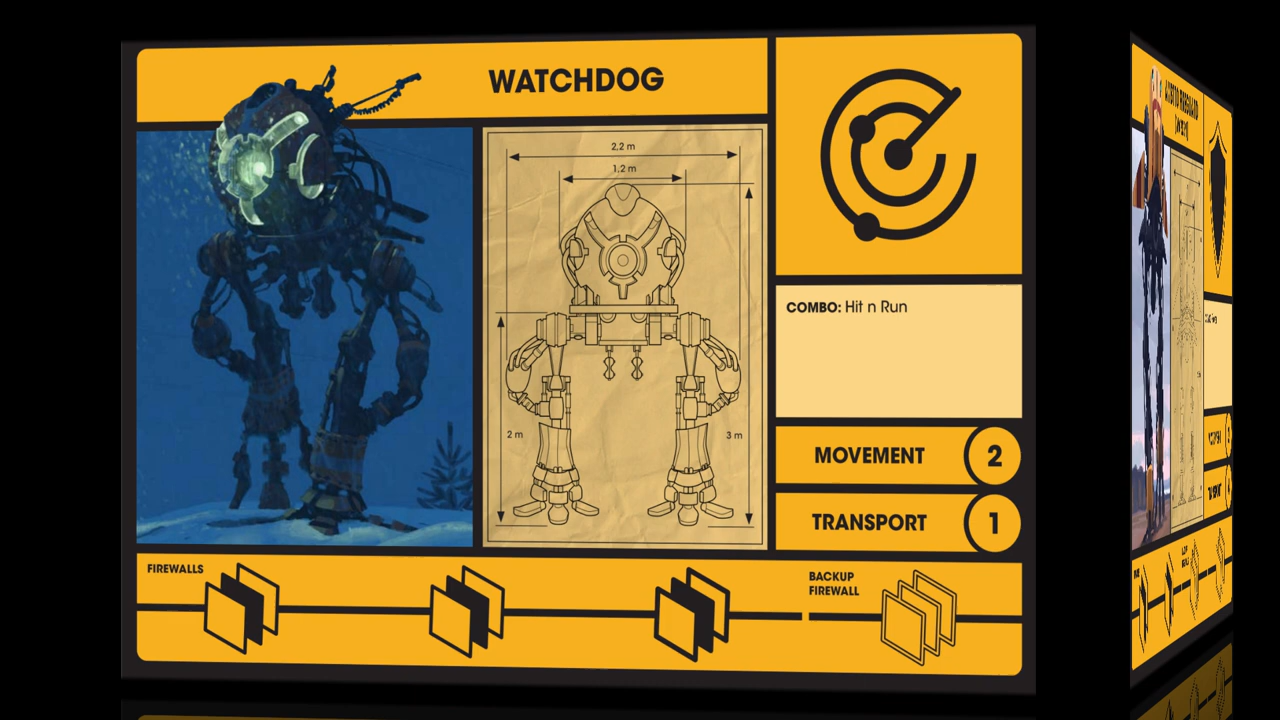 WATCHDOG
2,2 m
1,2 m
2 m
3 m
COMBO: Hit n Run
MOVEMENT
2
TRANSPORT
1
FIREWALLS
BACKUP
FIREWALL